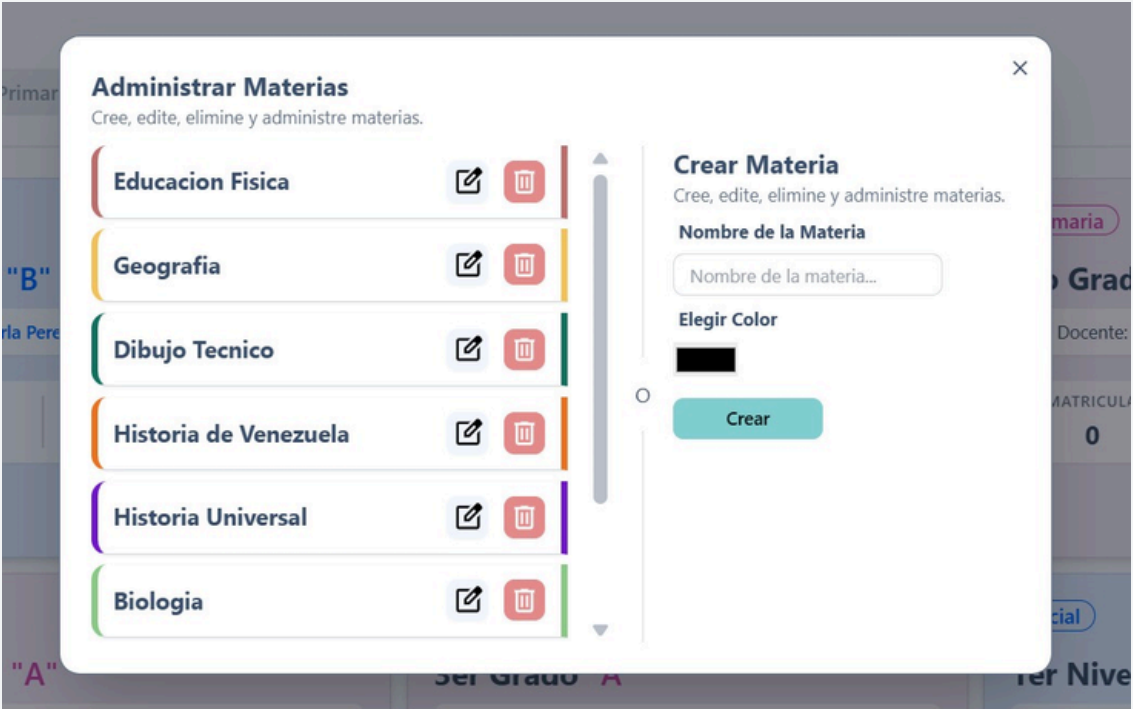 Primar
Administrar Materias
Cree, edite, elimine y administre materias.
Educacion Fisica
Geografia
Dibujo Tecnico
Historia de Venezuela
Historia Universal
Biologia
O
Crear Materia
Cree, edite, elimine y administre materias.
Nombre de la Materia
Nombre de la materia...
Elegir Color
Crear
"B"
rla Pere
maria
o Grad
Docente:
MATRICULA
0
cial
"A"
3er Grado "A"
1er Nive